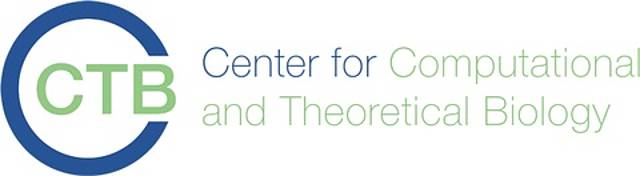 CTB
Center for Computational
and Theoretical Biology